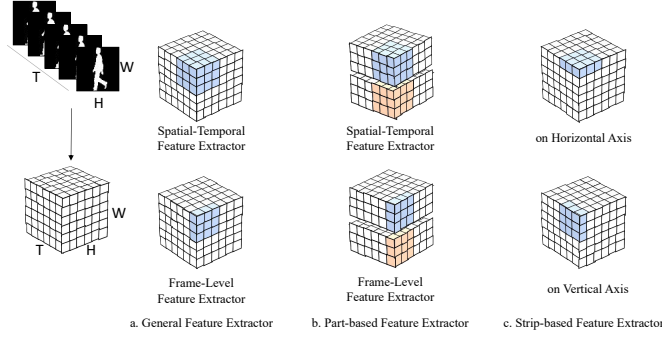 T
W
H
Spatial-Temporal
Feature Extractor
Spatial-Temporal
Feature Extractor
on Horizontal Axis
W
T
H
Frame-Level
Feature Extractor
Frame-Level
Feature Extractor
on Vertical Axis
a. General Feature Extractor
b. Part-based Feature Extractor
c. Strip-based Feature Extractor